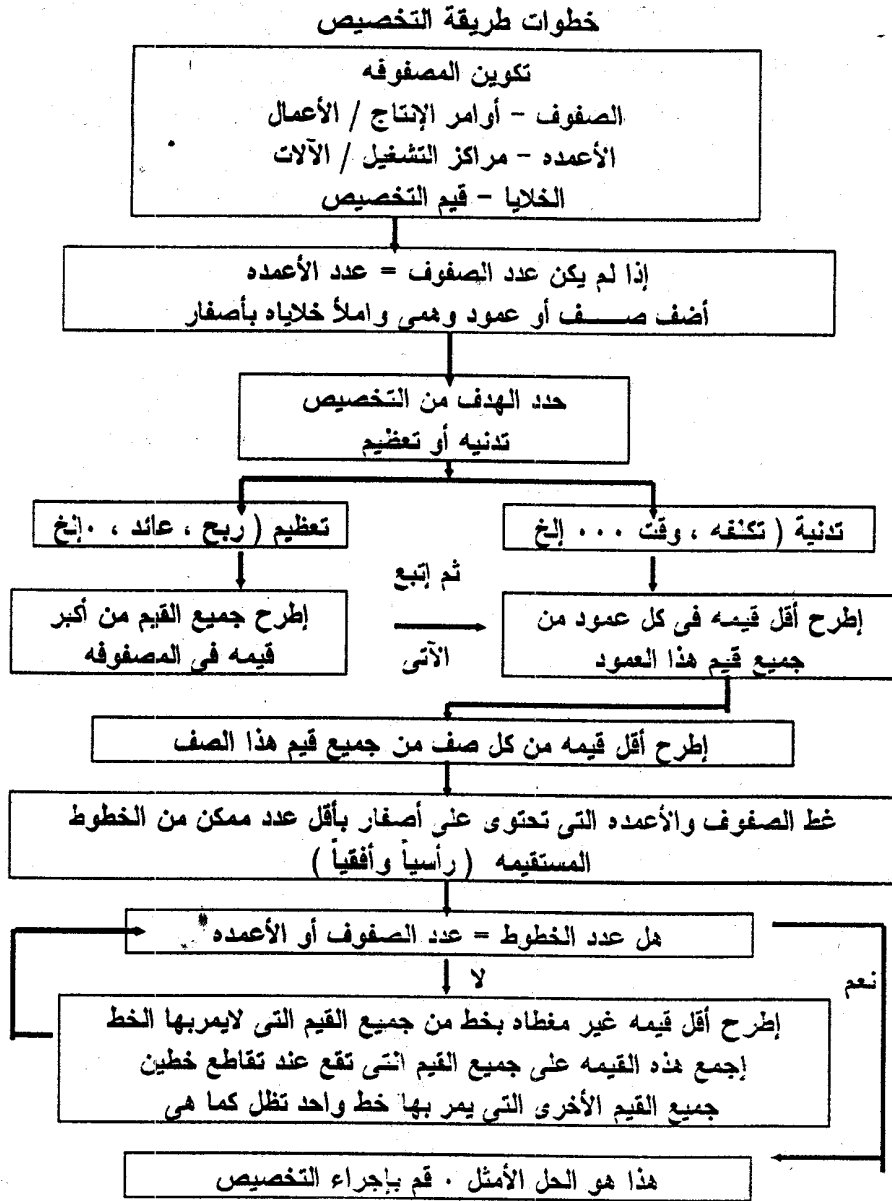 خطوات طريقة التخصيص
تكوين المصفوفه
الصفوف - أوامر الإنتاج / الأعمال
الأعمده - مراكز التشغيل / الآلات
الخلايا - قيم التخصيص
إذا لم يكن عدد الصفوف = عدد الأعمده
أضف صـــــف أو عمود وهمى واملأ خلاياه بأصفار
حدد الهدف من التخصيص
تدنيه أو تعظيم
تدنية ( تكلفه ، وقت ٠٠٠ إلخ
تعظيم ( ربح ، عائد ، ٠إلخ
ثم إتبع
الآتى
إطرح أقل قيمه فى كل عمود من
جميع قيم هذا العمود
إطرح جميع القيم من أكبر
قيمه فى المصفوفه
إطرح أقل قيمه من كل صف من جميع قيم هذا الصف
غط الصفوف والأعمده التى تحتوى على أصفار بأقل عدد ممكن من الخطوط
المستقيمه ( رأسياً وأفقياً )
هل عدد الخطوط = عدد الصفوف أو الأعمده
نعم
لا
إطرح أقل قيمه غير مغطاه بخط من جميع القيم التى لايمربها الخط
إجمع هذه القيمه على جميع القيم التى تقع عند تقاطع خطين
جميع القيم الأخرى التى يمر بها خط واحد تظل كما هى
هذا هو الحل الأمثل ٠ قم بإجراء التخصيص